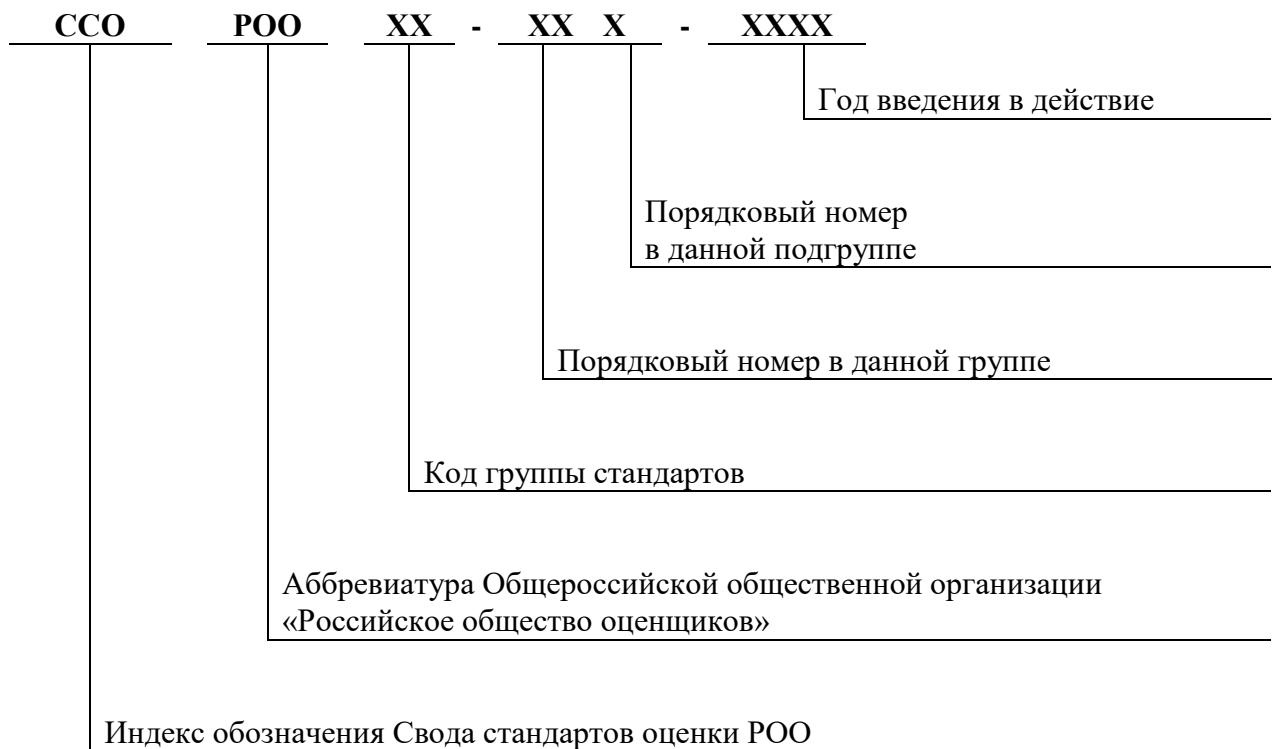 ССО РОО ХХ - ХХ Х - ХХХХ
Год введения в действие
Порядковый номер
в данной подгруппе
Порядковый номер в данной группе
Код группы стандартов
Аббревиатура Общероссийской общественной организации
«Российское общество оценщиков»
Индекс обозначения Свода стандартов оценки РОО